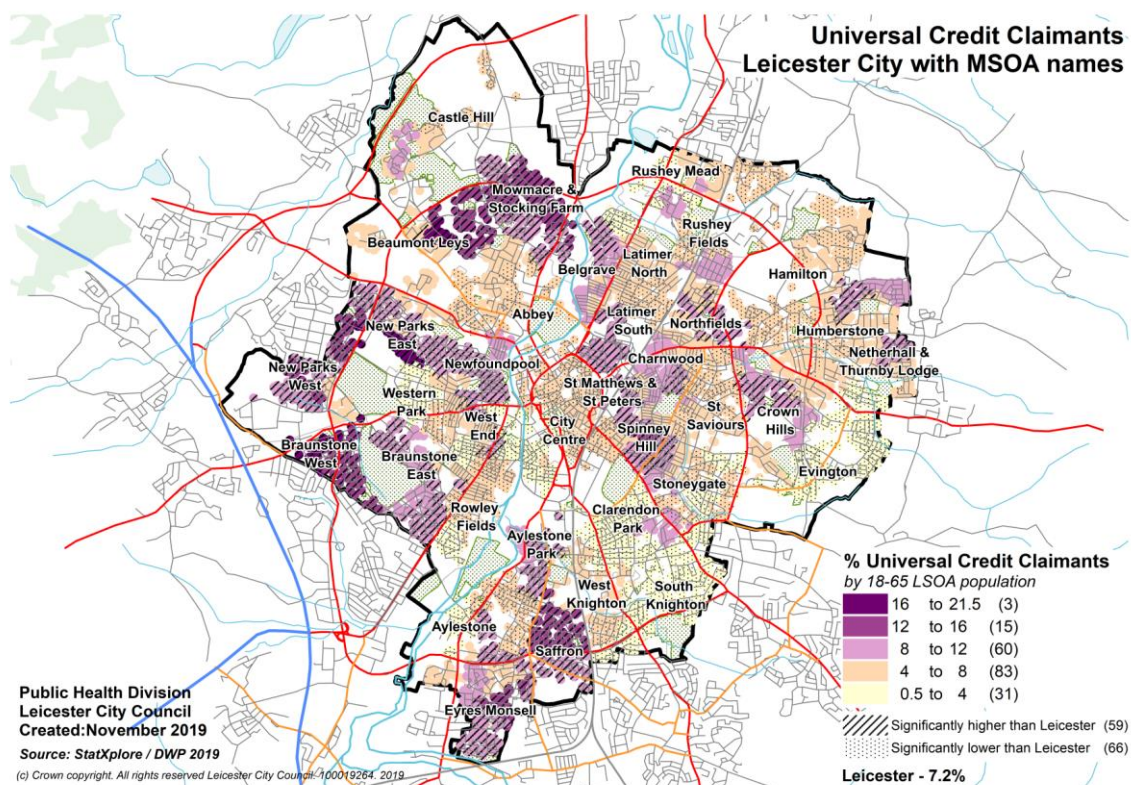 Universal Credit Claimants
Leicester City with MSOA names
Castle Hill
Rushey Mead
Mowmacre &
Stocking Farm
Rushey
Fields
Beaumont Leys
Belgrave
Latimer
North
Hamilton
Abbey
Latimer
South
Northfields
Humberstone
New Parks
East
Newfoundpool
Charnwood
Netherhall &
Thurnby Lodge
New Parks
West
St Matthews &
St Peters
Western
Park
West
End
City
Centre
Spinney
Hill
St
Saviours
Crown
Hills
Braunstone
West
Braunstone
East
Evington
Stoneygate
Rowley
Fields
Clarendon
Park
Aylestone
Park
West
Knighton
South
Knighton
Aylestone
Saffron
Eyres Monsell
% Universal Credit Claimants
by 18-65 LSOA population
16 to 21.5 (3)
12 to 16 (15)
8 to 12 (60)
4 to 8 (83)
0.5 to 4 (31)
Significantly higher than Leicester (59)
Significantly lower than Leicester (66)
Leicester - 7.2%
Public Health Division
Leicester City Council
Created:November 2019
Source: StatXplore / DWP 2019
(c) Crown copyright. All rights reserved Leicester City Council. 100019264. 2019